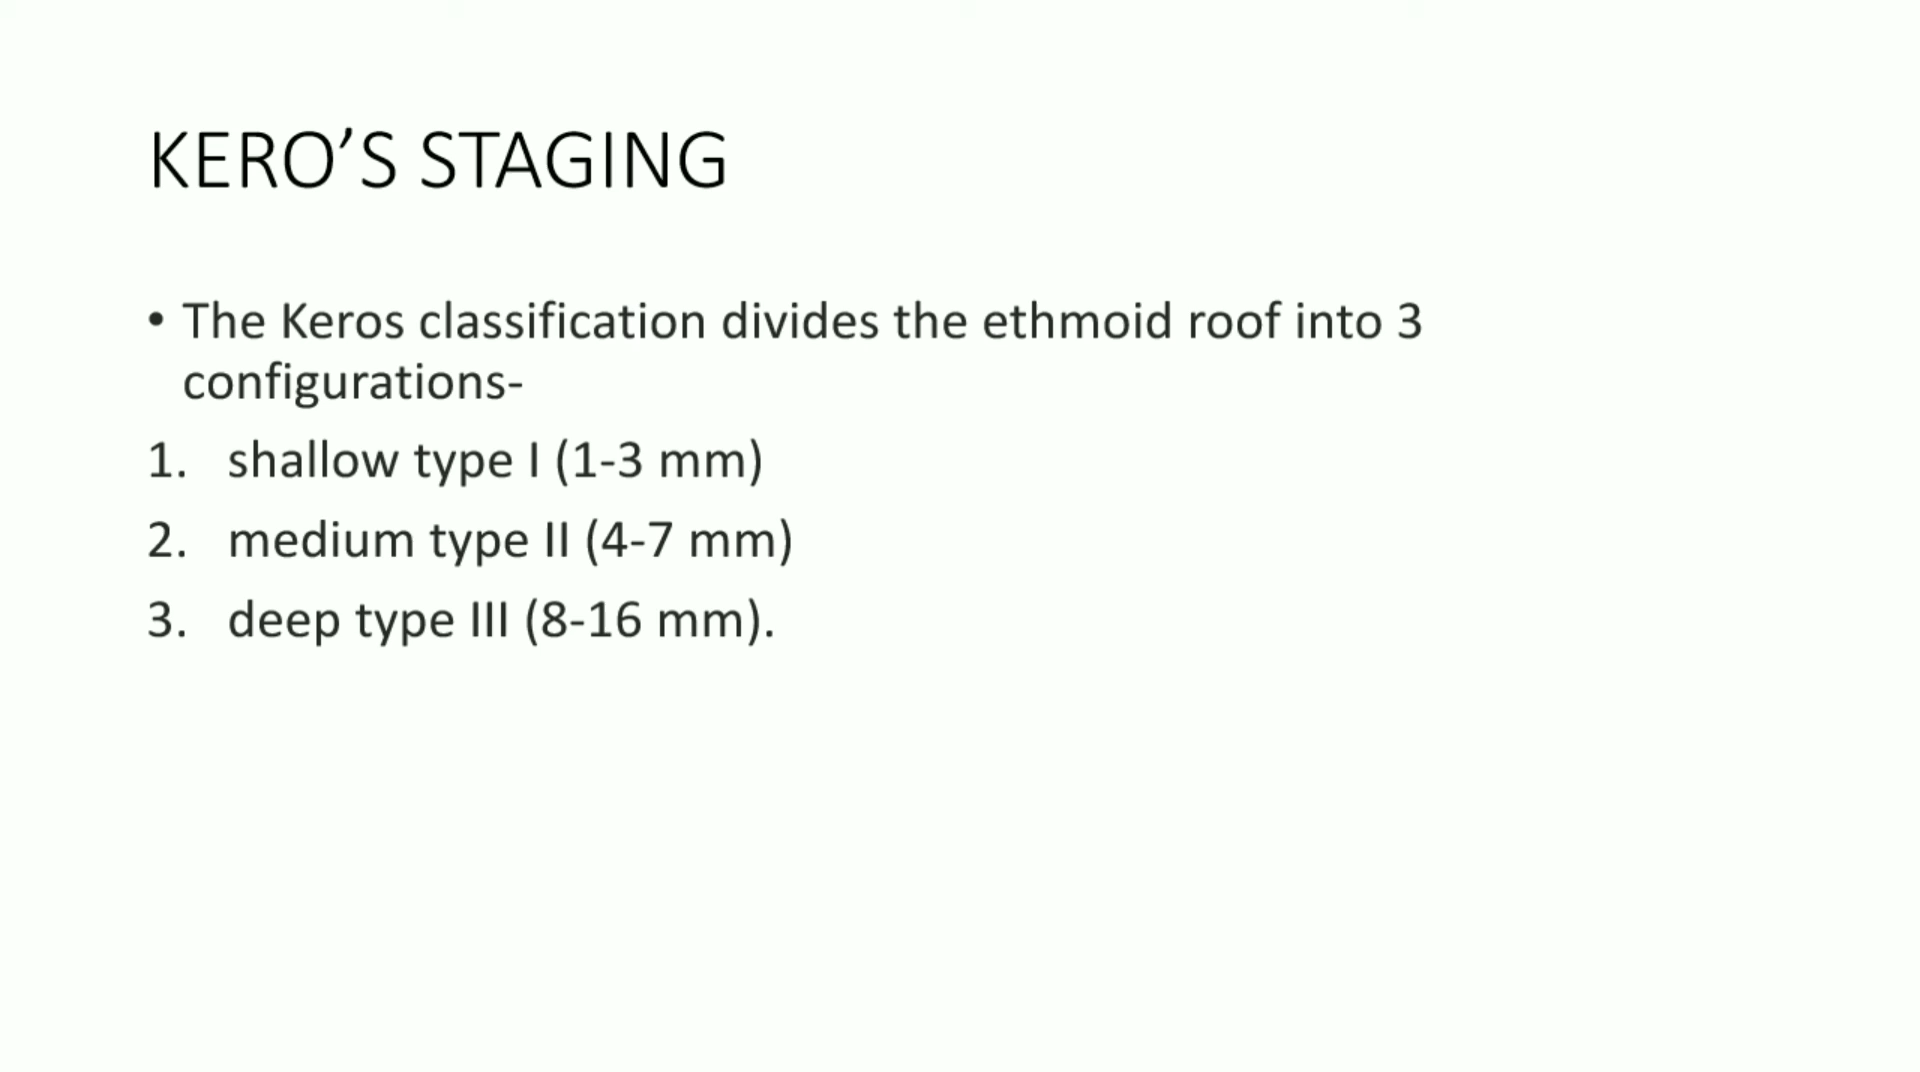 KERO’S STAGING
• The Keros classification divides the ethmoid roof into 3
configurations-
1. shallow type I (1-3 mm)
2. medium type II (4-7 mm)
3. deep type III (8-16 mm).